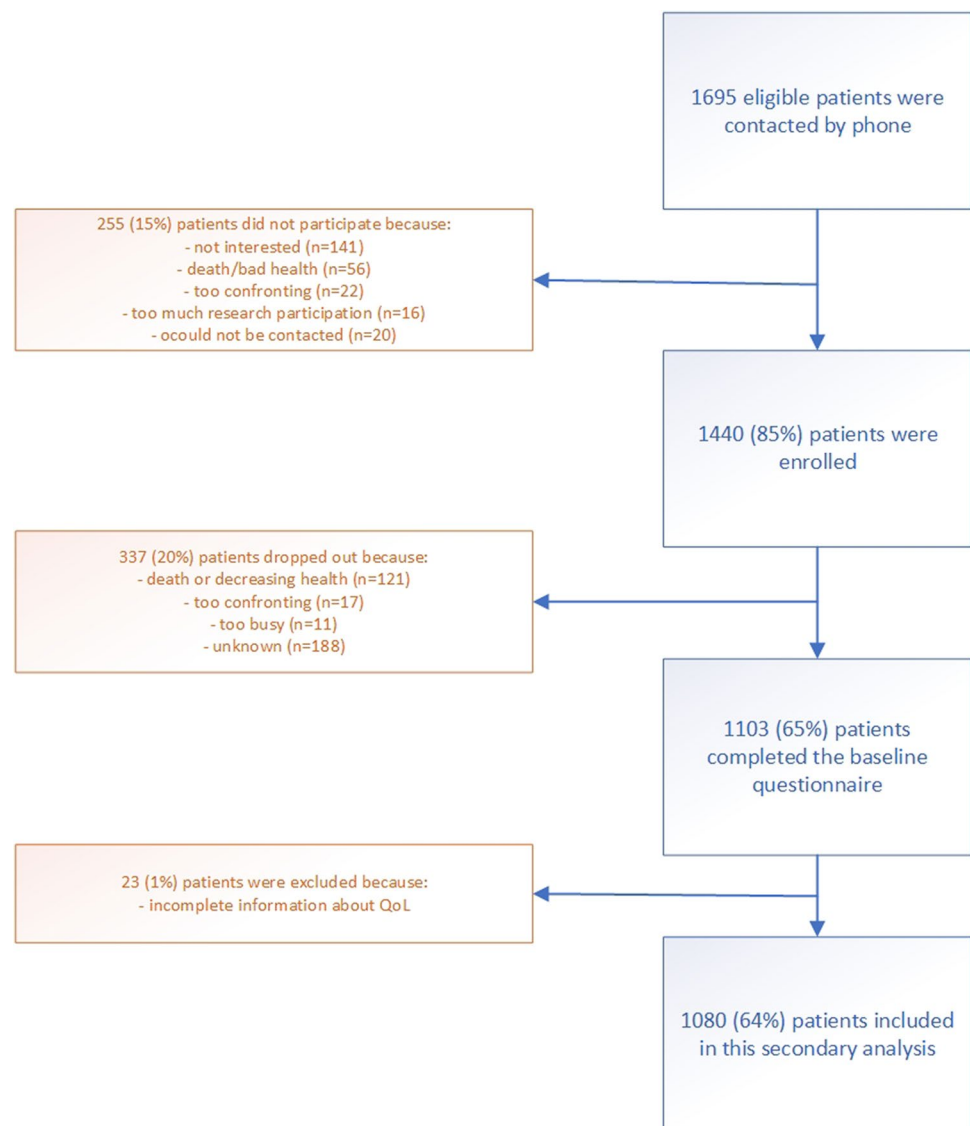 1695 eligible patients were
contacted by phone
255 (15%) patients did not participate because:
- not interested (n=141)
- death/bad health (n=56)
- too confronting (n=22)
- too much research participation (n=16)
- ocould not be contacted (n=20)
1440 (85%) patients were
enrolled
337 (20%) patients dropped out because:
- death or decreasing health (n=121)
- too confronting (n=17)
- too busy (n=11)
- unknown (n=188)
1103 (65%) patients
completed the baseline
questionnaire
23 (1%) patients were excluded because:
- incomplete information about QoL
1080 (64%) patients included
in this secondary analysis